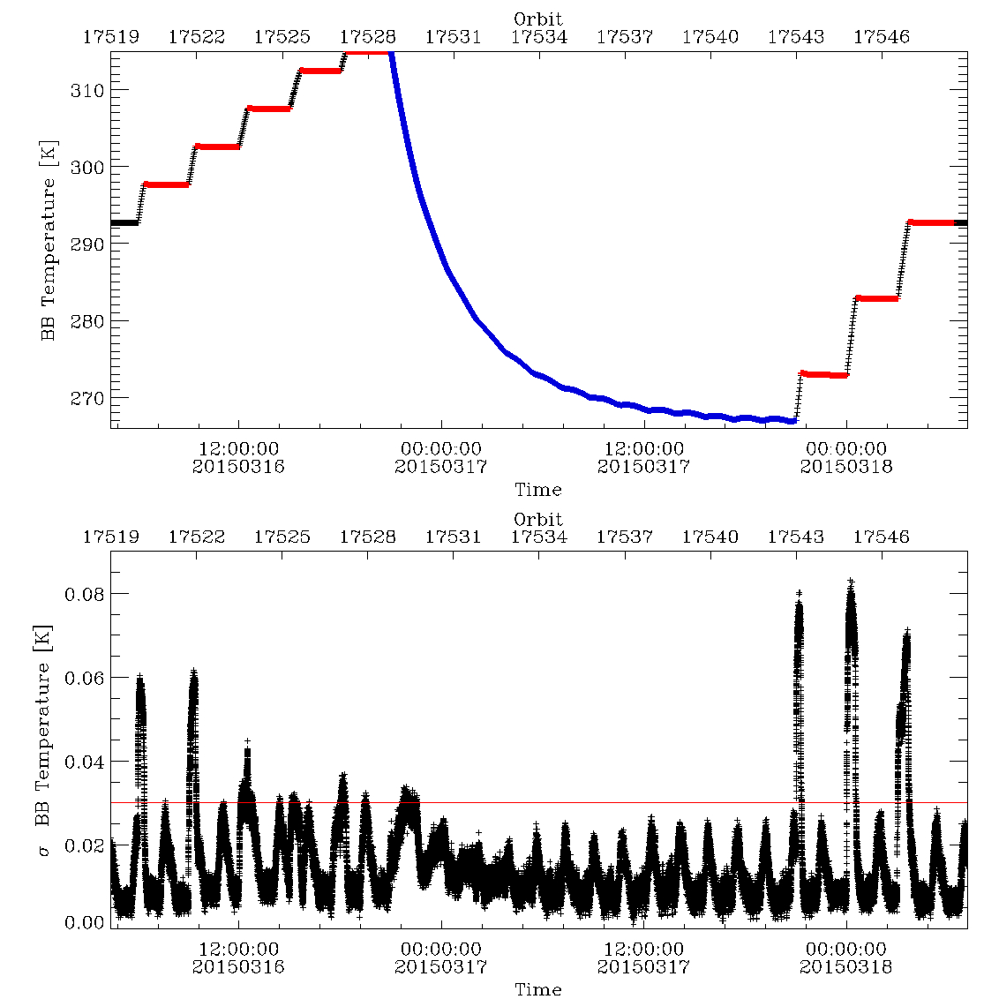 Orbit
17519 17522 17525 17528 17531 17534 17537 17540 17543 17546
310
300
290
280
270
BB Temperature [K]
12:00:00 00:00:00 12:00:00 00:00:00
20150316 20150317 20150317 20150318
Time
Orbit
17519 17522 17525 17528 17531 17534 17537 17540 17543 17546
0.08
0.06
0.04
0.02
0.00
σ BB Temperature [K]
12:00:00 00:00:00 12:00:00 00:00:00
20150316 20150317 20150317 20150318
Time